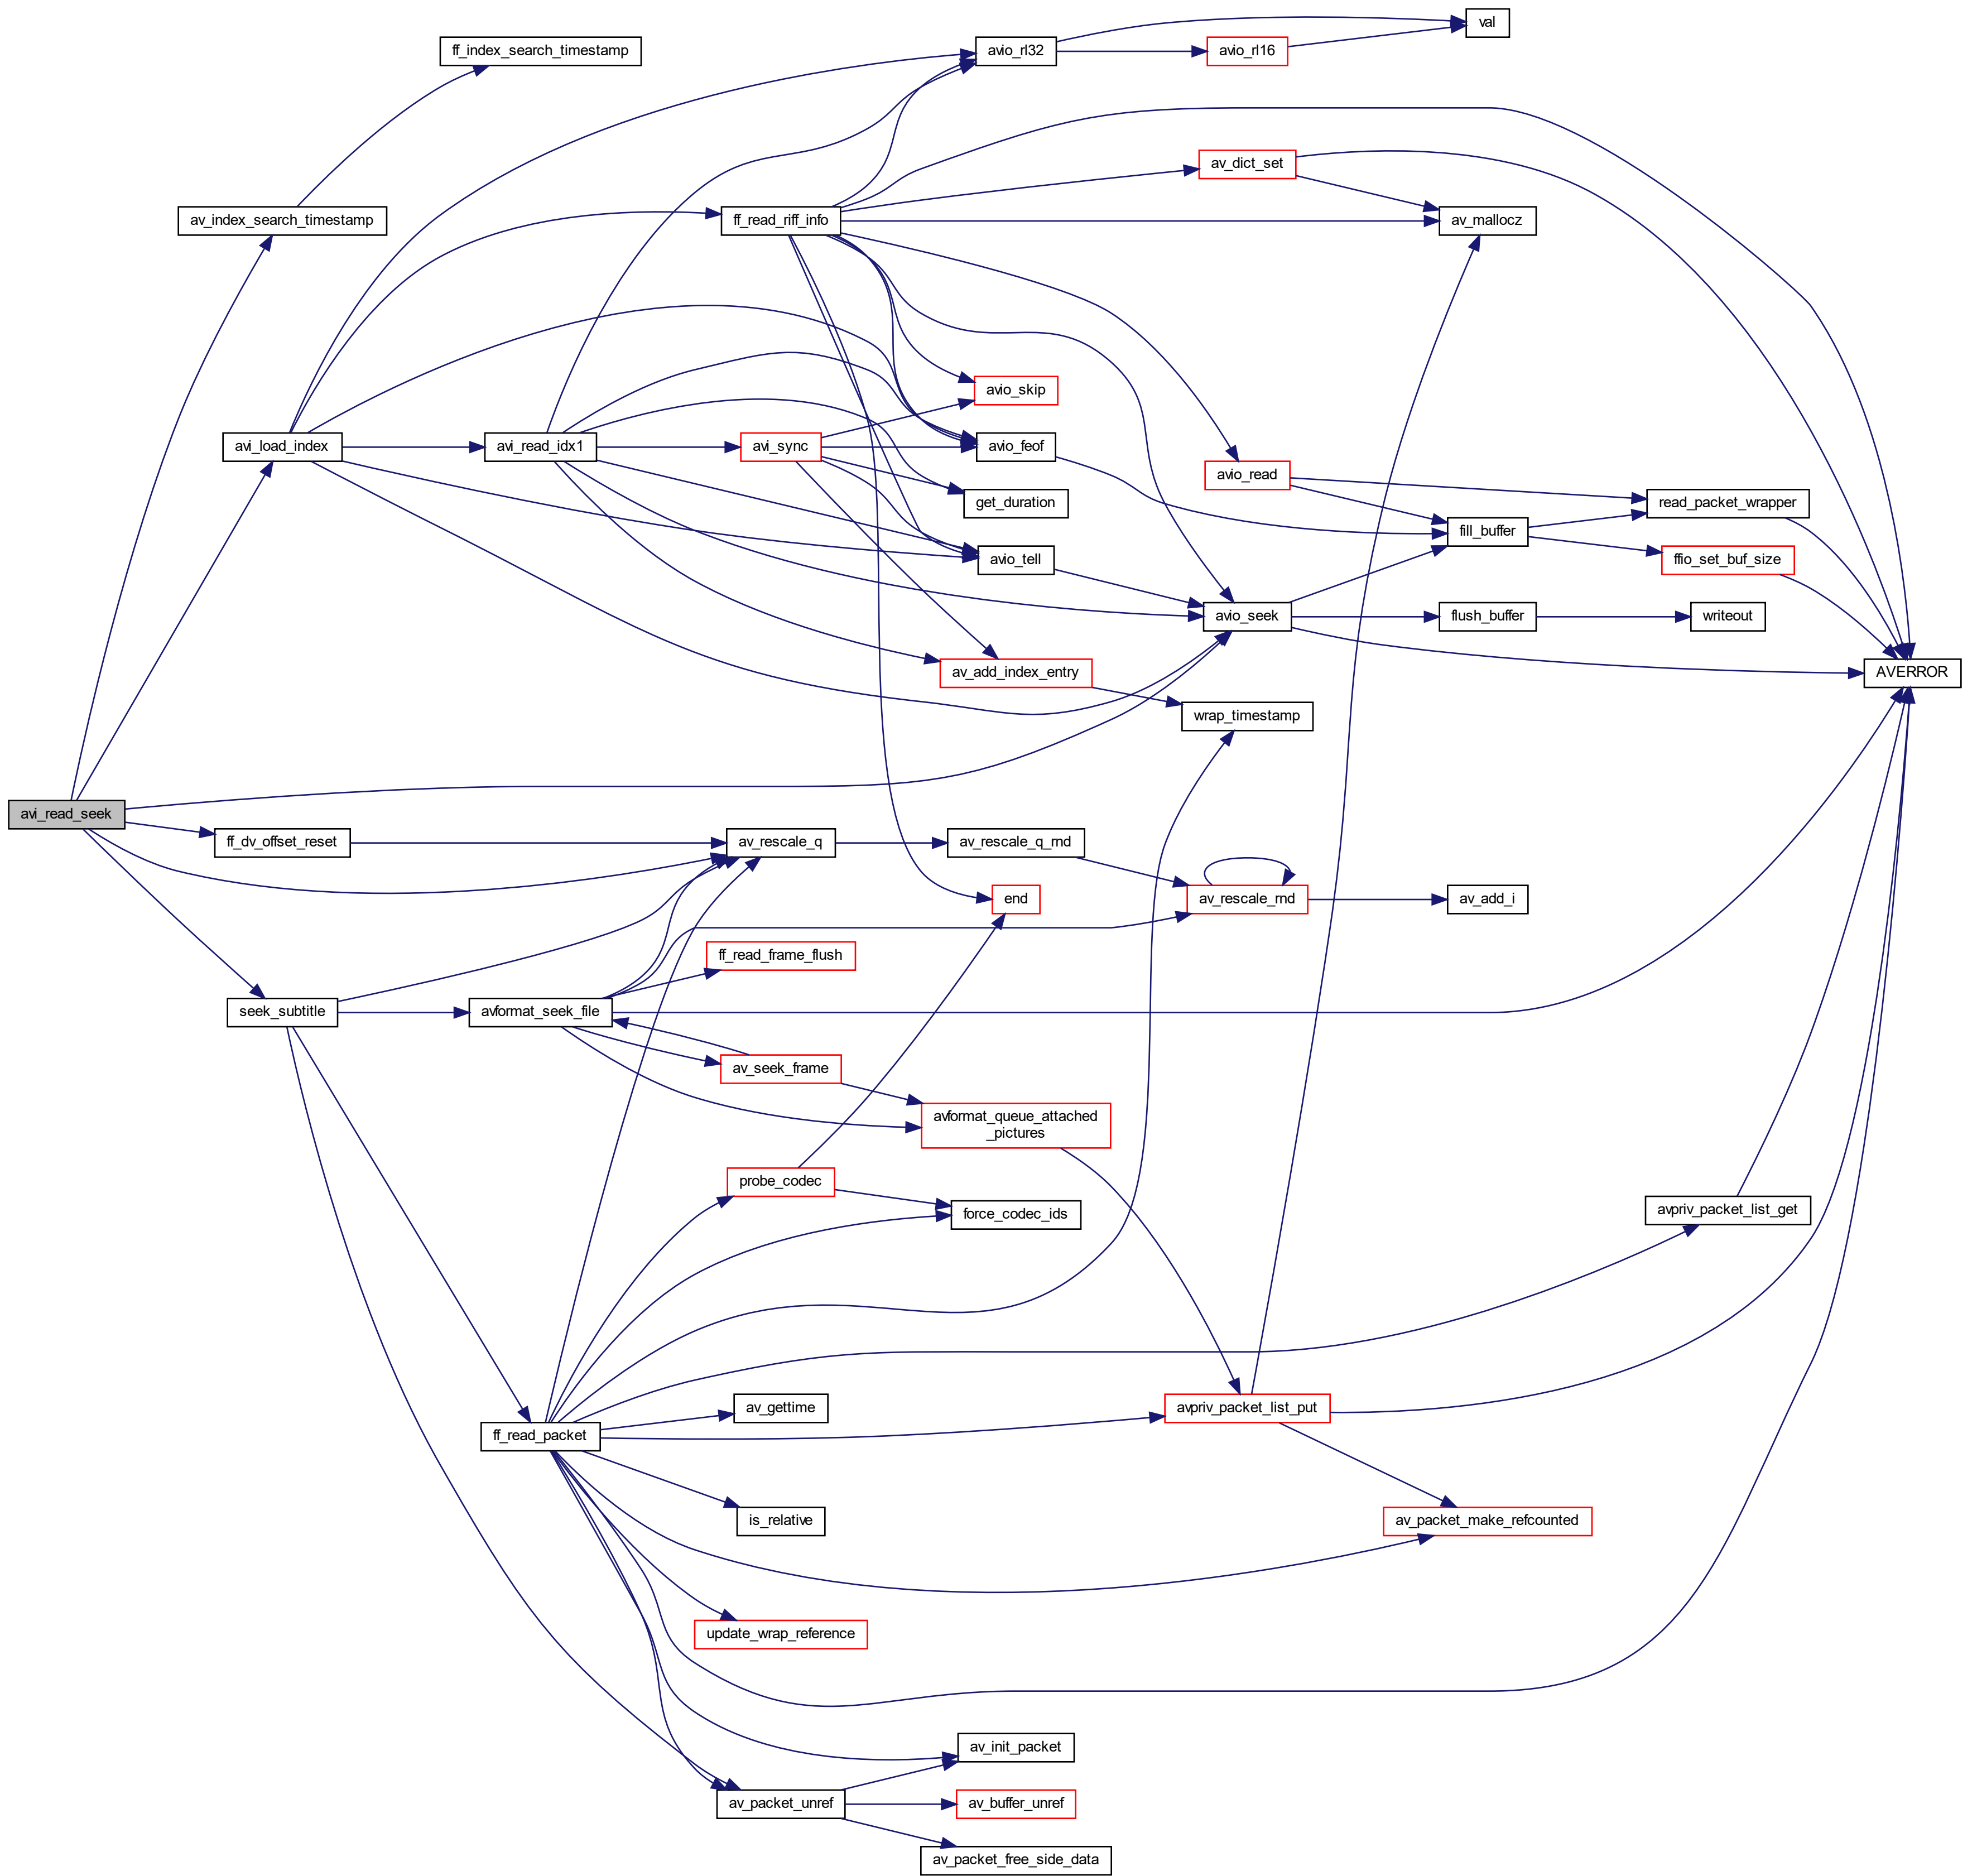 val
ff_index_search_timestamp
avio_rl32
avio_rl16
av_dict_set
av_index_search_timestamp
ff_read_riff_info
av_mallocz
avio_skip
avi_load_index
avi_read_idx1
avi_sync
avio_feof
avio_read
get_duration
read_packet_wrapper
fill_buffer
avio_tell
ffio_set_buf_size
avio_seek
flush_buffer
writeout
av_add_index_entry
AVERROR
wrap_timestamp
avi_read_seek
ff_dv_offset_reset
av_rescale_q
av_rescale_q_rnd
end
av_rescale_rnd
av_add_i
ff_read_frame_flush
seek_subtitle
avformat_seek_file
av_seek_frame
avformat_queue_attached
_pictures
probe_codec
force_codec_ids
avpriv_packet_list_get
av_gettime
avpriv_packet_list_put
ff_read_packet
is_relative
av_packet_make_refcounted
update_wrap_reference
av_init_packet
av_packet_unref
av_buffer_unref
av_packet_free_side_data